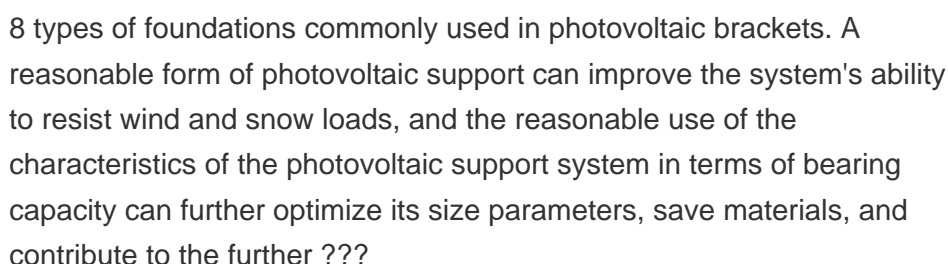 8 types of foundations commonly used in photovoltaic brackets. A
reasonable form of photovoltaic support can improve the system's ability
to resist wind and snow loads, and the reasonable use of the
characteristics of the photovoltaic support system in terms of bearing
capacity can further optimize its size parameters, save materials, and
contribute to the further ???